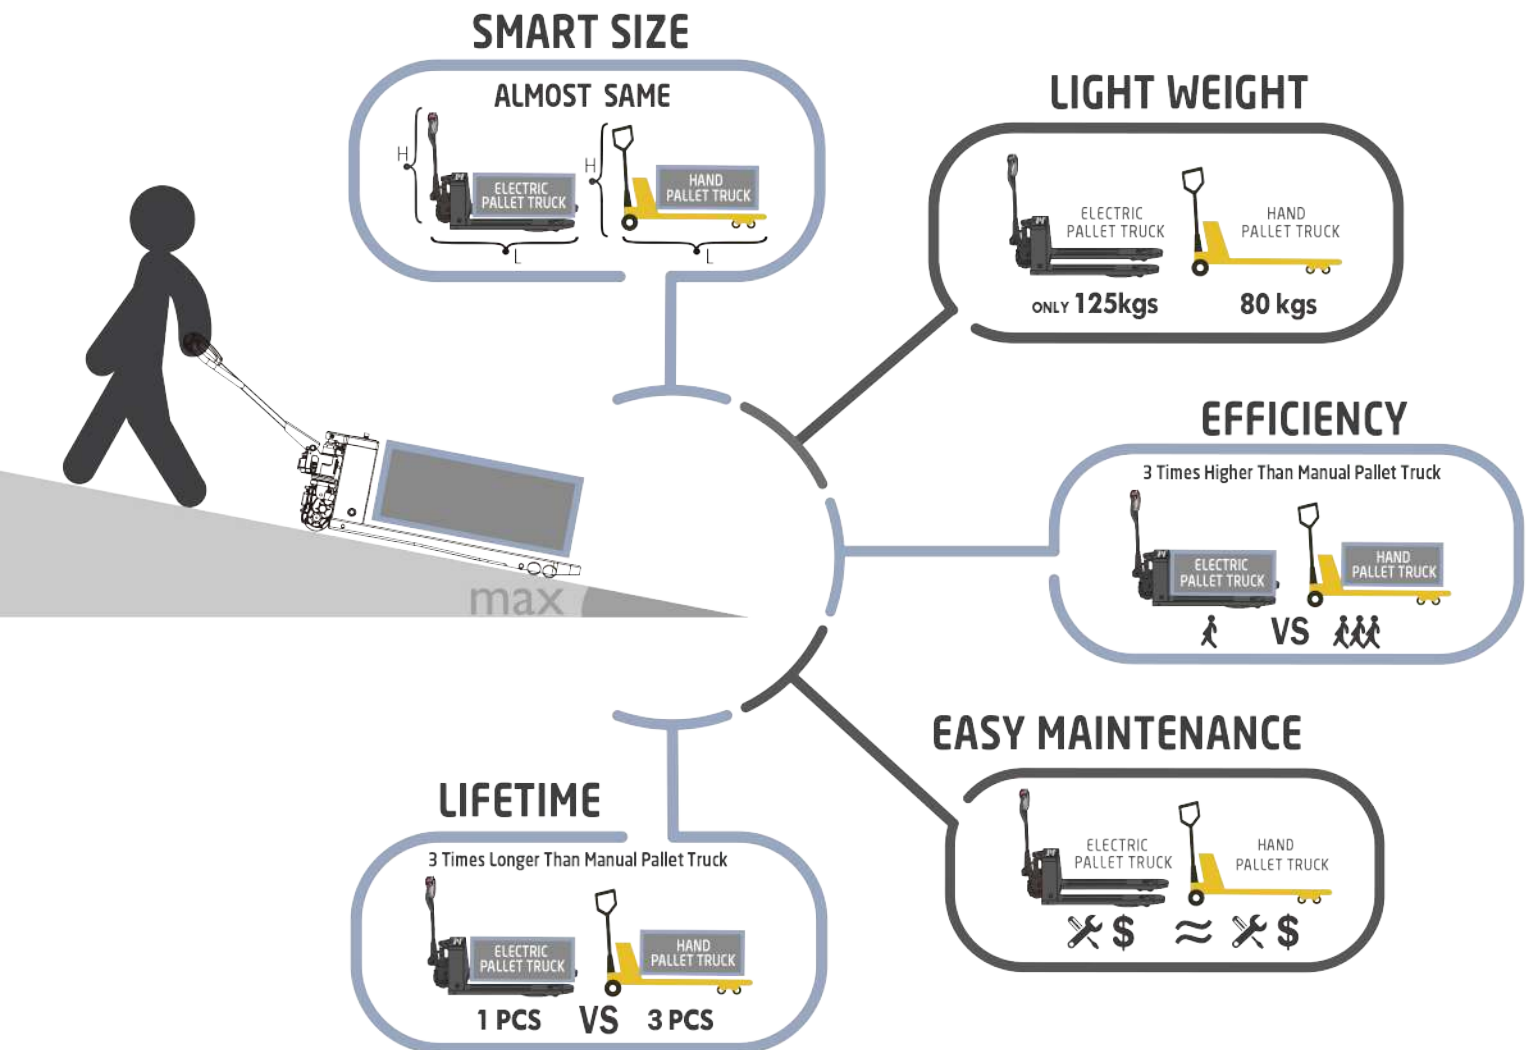 SMART SIZE
ALMOST SAME
H
ELECTRIC
PALLET TRUCK
L
H
HAND
PALLET TRUCK
L
LIGHT WEIGHT
ELECTRIC
PALLET TRUCK
HAND
PALLET TRUCK
ONLY 125kgs
80 kgs
EFFICIENCY
3 Times Higher Than Manual Pallet Truck
ELECTRIC
PALLET TRUCK
HAND
PALLET TRUCK
VS
max
EASY MAINTENANCE
ELECTRIC
PALLET TRUCK
HAND
PALLET TRUCK
$ ≈ $
LIFETIME
3 Times Longer Than Manual Pallet Truck
ELECTRIC
PALLET TRUCK
HAND
PALLET TRUCK
1 PCS VS 3 PCS